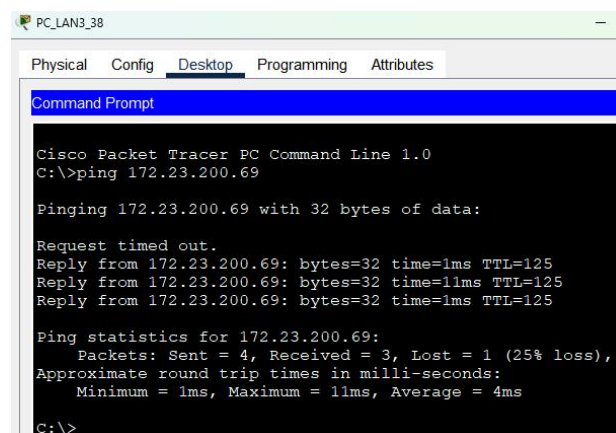 PC_LAN3_38
Physical Config Desktop Programming Attributes
Command Prompt
Cisco Packet Tracer PC Command Line 1.0
C:\>ping 172.23.200.69
Pinging 172.23.200.69 with 32 bytes of data:
Request timed out.
Reply from 172.23.200.69: bytes=32 time=1ms TTL=125
Reply from 172.23.200.69: bytes=32 time=11ms TTL=125
Reply from 172.23.200.69: bytes=32 time=1ms TTL=125
Ping statistics for 172.23.200.69:
Packets: Sent = 4, Received = 3, Lost = 1 (25% loss),
Approximate round trip times in milli-seconds:
Minimum = 1ms, Maximum = 11ms, Average = 4ms
C:\>